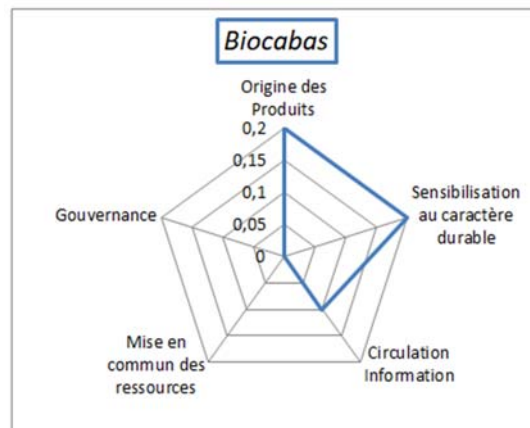 Biocabas
Origine des
Produits
0,2
0,15
0,1
0,05
0
Sensibilisation
au caractère
durable
Circulation
Information
Mise en
commun des
ressources
Gouvernance